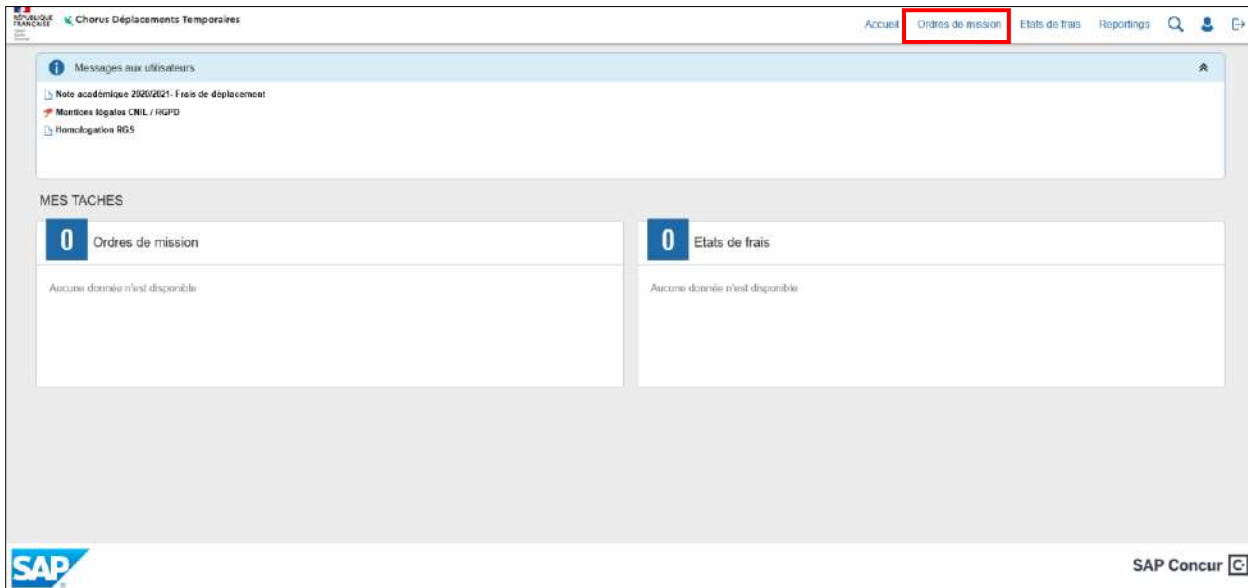 RÉPUBLIQUE
FRANÇAISE
Chorus Déplacements Temporaires
Accueil Ordres de mission Etats de frais Reportings
Messages aux utilisateurs
Note académique 2020/2021- Frais de déplacement
Mentions légales CNIL / RGPD
Homologation RGS
MES TACHES
0 Ordres de mission
Aucune donnée n'est disponible
0 Etats de frais
Aucune donnée n'est disponible
SAP
SAP Concur C